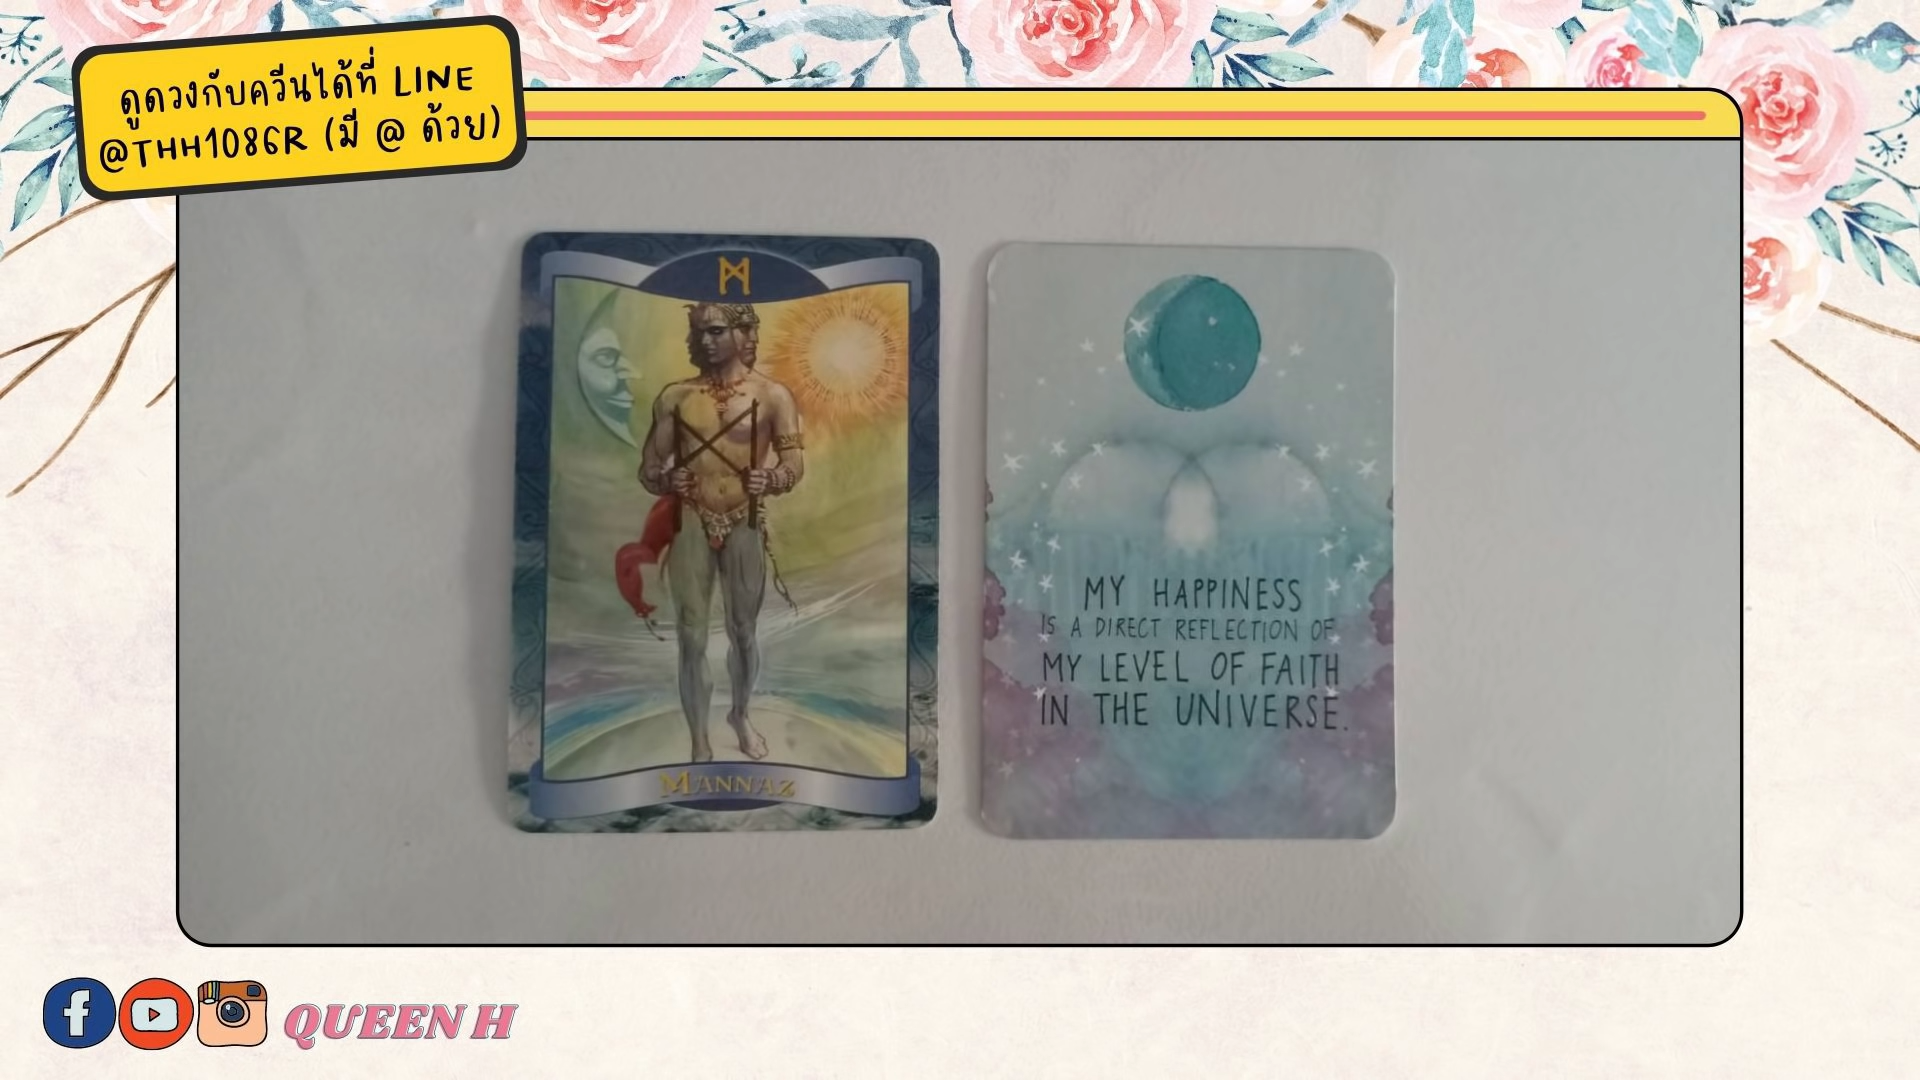 ดูดวงกับควีนได้ที่ LINE
@THH1086R (มี @ ด้วย)
MANNAZ
MY HAPPINESS
IS A DIRECT REFLECTION OF
MY LEVEL OF FAITH
IN THE UNIVERSE.
QUEEN H